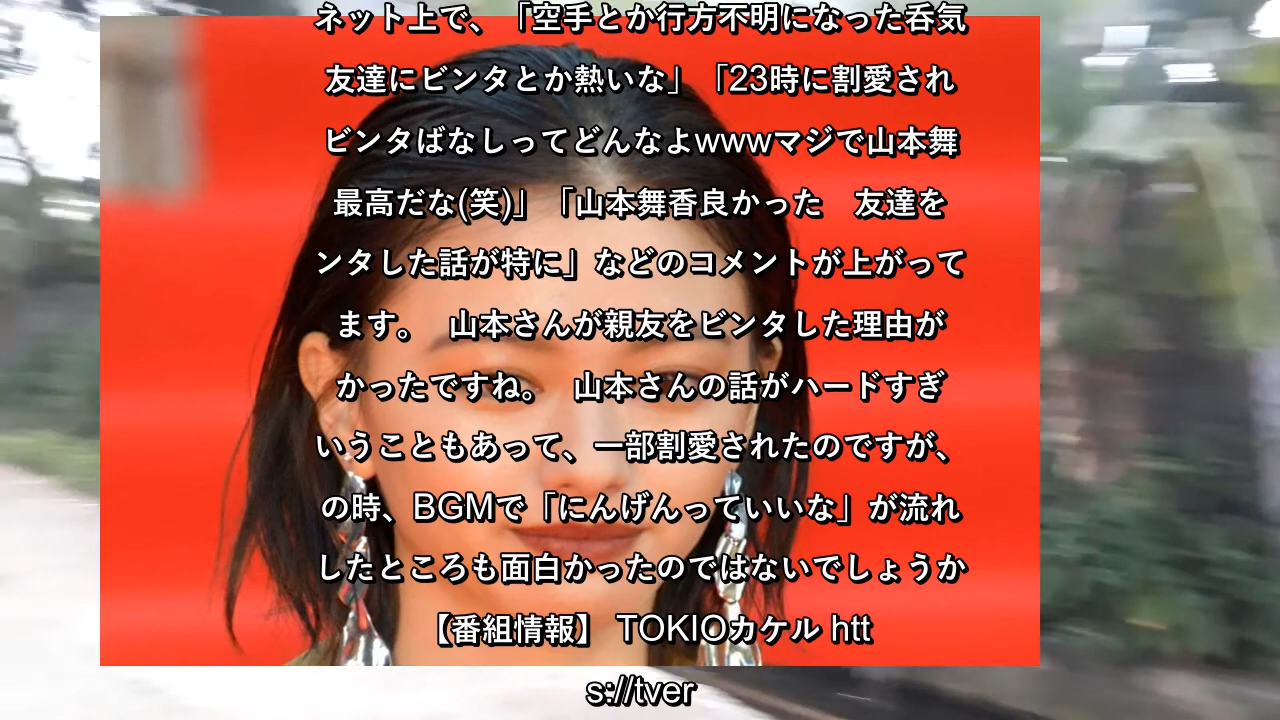 ネット上で、「空手とか行方不明になった呑気
友達にビンタとか熱いな」「23時に割愛され
ビンタばなしってどんなよwwwマジで山本舞
最高だな(笑)」「山本舞香良かった　友達を
ンタした話が特に」などのコメントが上がって
ます。　山本さんが親友をビンタした理由が
かったですね。　山本さんの話がハードすぎ
いうこともあって、一部割愛されたのですが、
の時、BGMで「にんげんっていいな」が流れ
したところも面白かったのではないでしょうか
【番組情報】 TOKIOカケル htt
s://tver